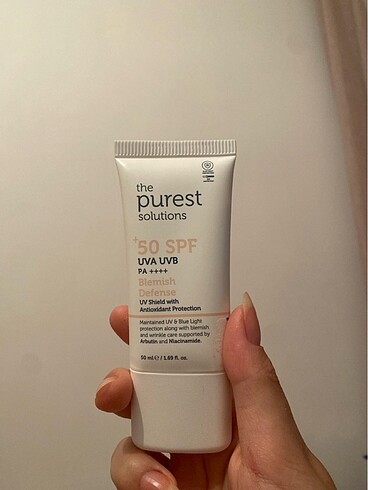 the
purest
solutions
50 SPF
UVA UVB
PA ++++
Blemish
Defense
UV Shield with
Antioxidant Protection
Maintained UV & Blue Light
protection along with blemish
and wrinkle care supported by
Arbutin and Niacinamide.
50 ml ℮ / 1.69 fl. oz.